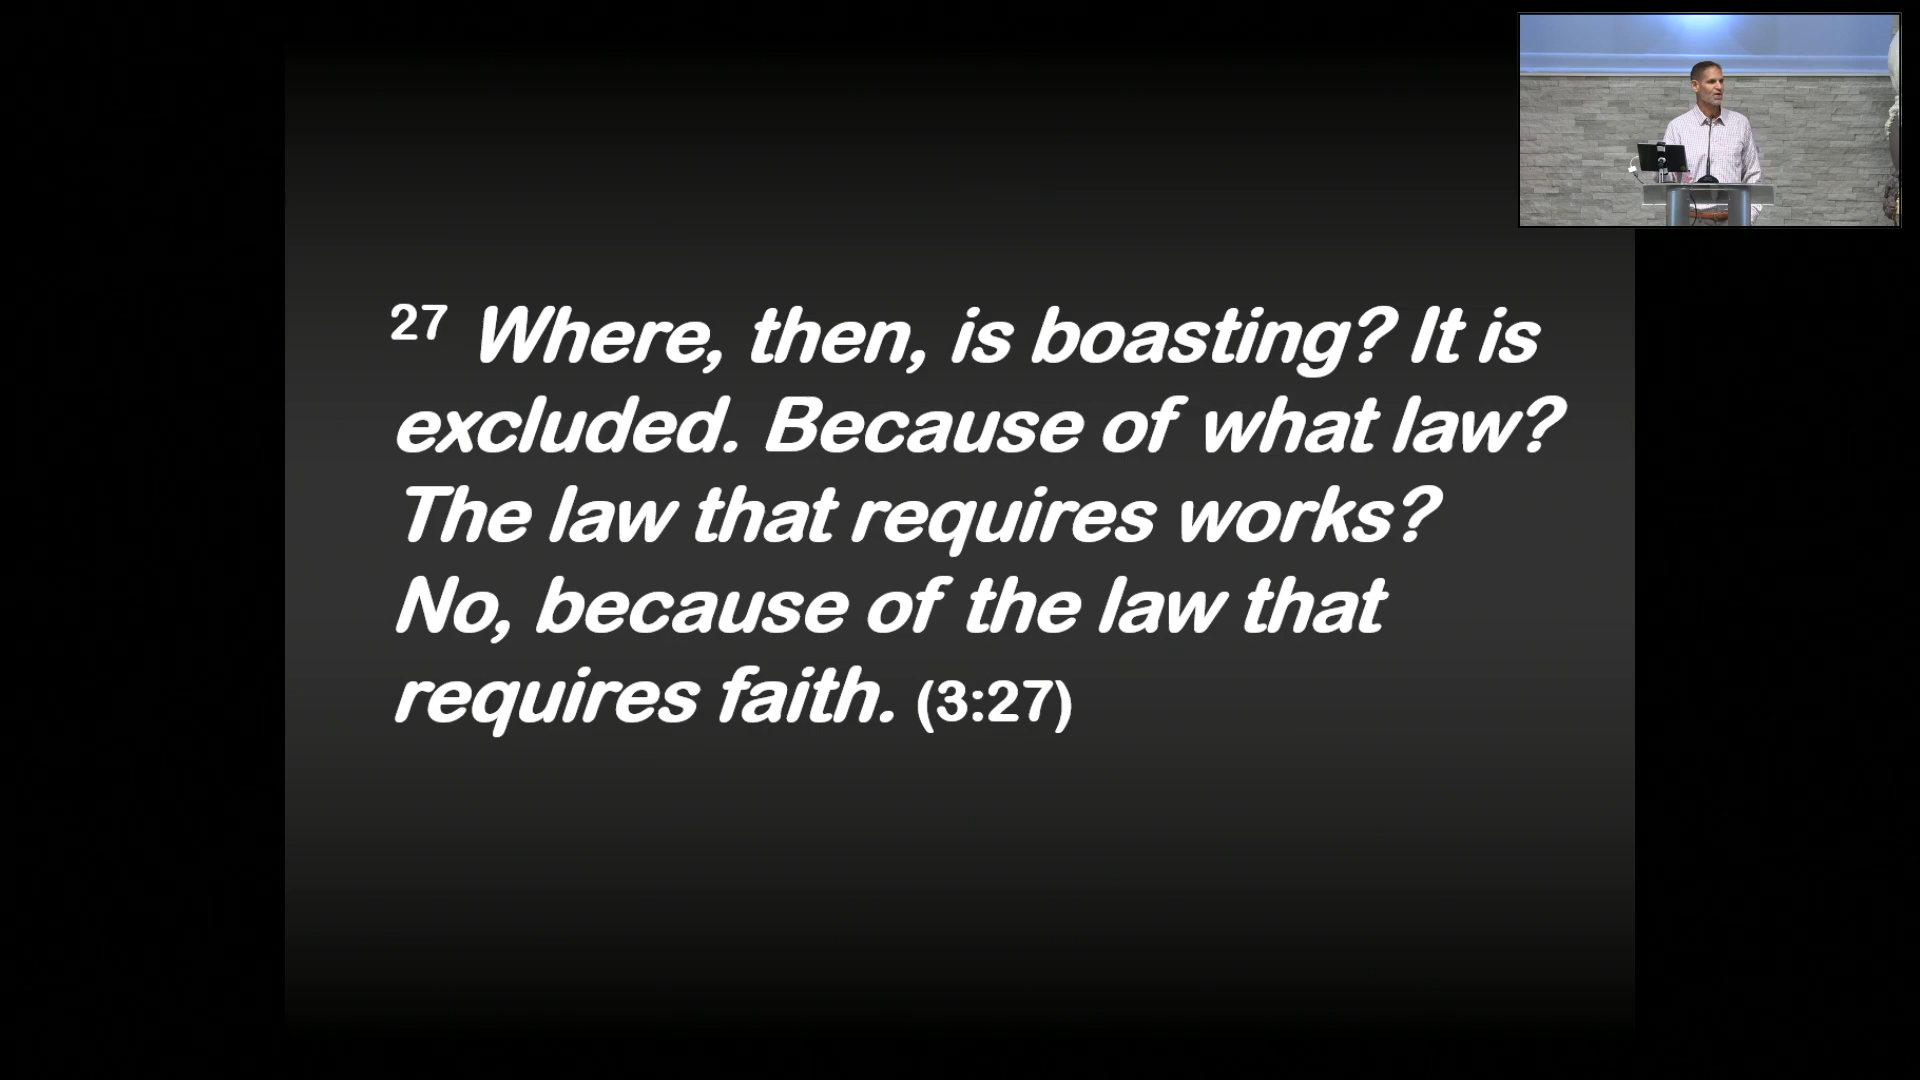 27 Where, then, is boasting? It is
excluded. Because of what law?
The law that requires works?
No, because of the law that
requires faith. (3:27)